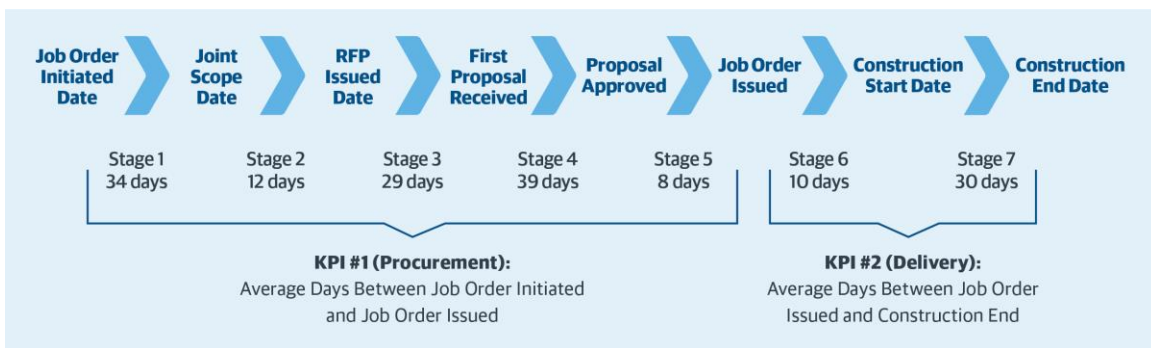 Job Order
Initiated
Date
Joint
Scope
Date
RFP
Issued
Date
First
Proposal
Received
Proposal
Approved
Job Order
Issued
Construction
Start Date
Construction
End Date
Stage 1
34 days
Stage 2
12 days
Stage 3
29 days
Stage 4
39 days
Stage 5
8 days
Stage 6
10 days
Stage 7
30 days
KPI #1 (Procurement):
Average Days Between Job Order Initiated
and Job Order Issued
KPI #2 (Delivery):
Average Days Between Job Order
Issued and Construction End